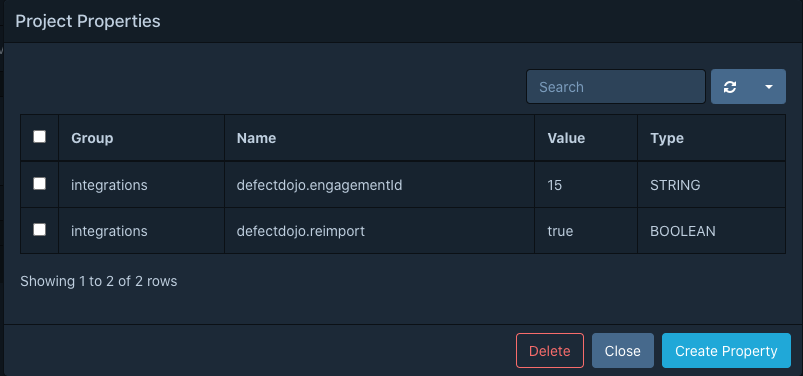 Project Properties
Search
Group Name Value Type
integrations defectdojo.engagementId 15 STRING
integrations defectdojo.reimport true BOOLEAN
Showing 1 to 2 of 2 rows
Delete Close Create Property